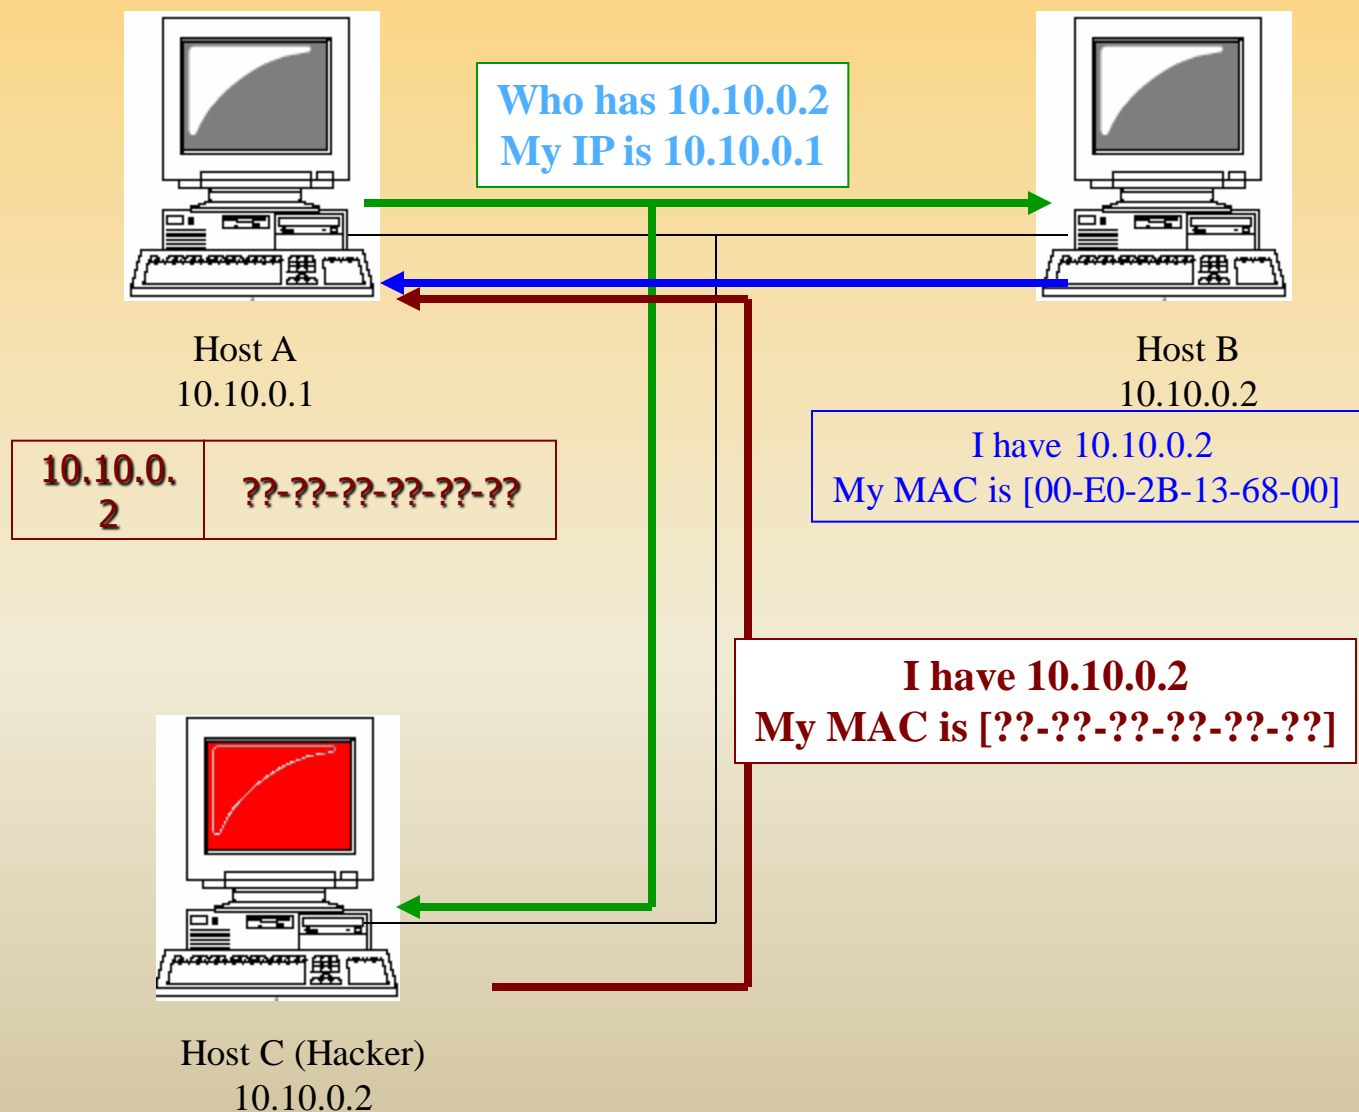 Who has 10.10.0.2
My IP is 10.10.0.1
Host A
10.10.0.1
Host B
10.10.0.2
10.10.0.
2
??-??-??-??-??-??
I have 10.10.0.2
My MAC is [00-E0-2B-13-68-00]
I have 10.10.0.2
My MAC is [??-??-??-??-??-??]
Host C (Hacker)
10.10.0.2